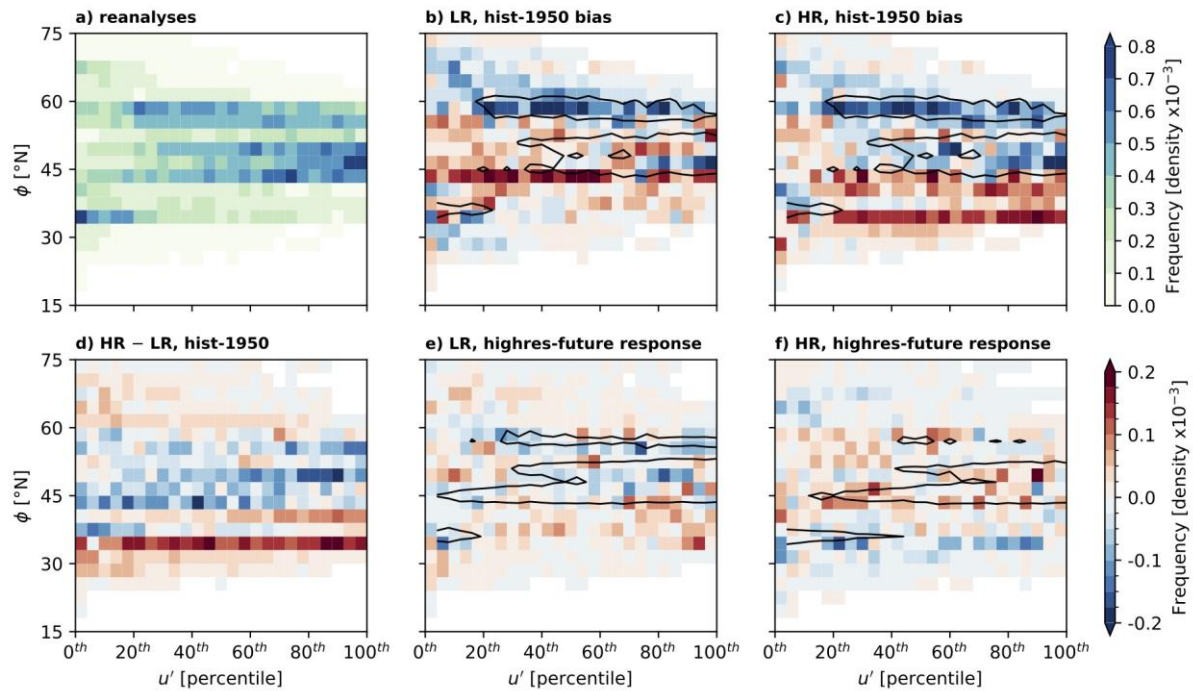 a) reanalyses
b) LR, hist-1950 bias
c) HR, hist-1950 bias
75
60
45
30
15
ϕ [°N]
0.8
0.7
0.6
0.5
0.4
0.3
0.2
0.1
0.0
Frequency [density x10⁻³]
d) HR − LR, hist-1950
e) LR, highres-future response
f) HR, highres-future response
75
60
45
30
15
ϕ [°N]
0.2
0.1
0.0
-0.1
-0.2
Frequency [density x10⁻³]
0ᵗʰ 20ᵗʰ 40ᵗʰ 60ᵗʰ 80ᵗʰ 100ᵗʰ
0ᵗʰ 20ᵗʰ 40ᵗʰ 60ᵗʰ 80ᵗʰ 100ᵗʰ
0ᵗʰ 20ᵗʰ 40ᵗʰ 60ᵗʰ 80ᵗʰ 100ᵗʰ
u' [percentile]
u' [percentile]
u' [percentile]